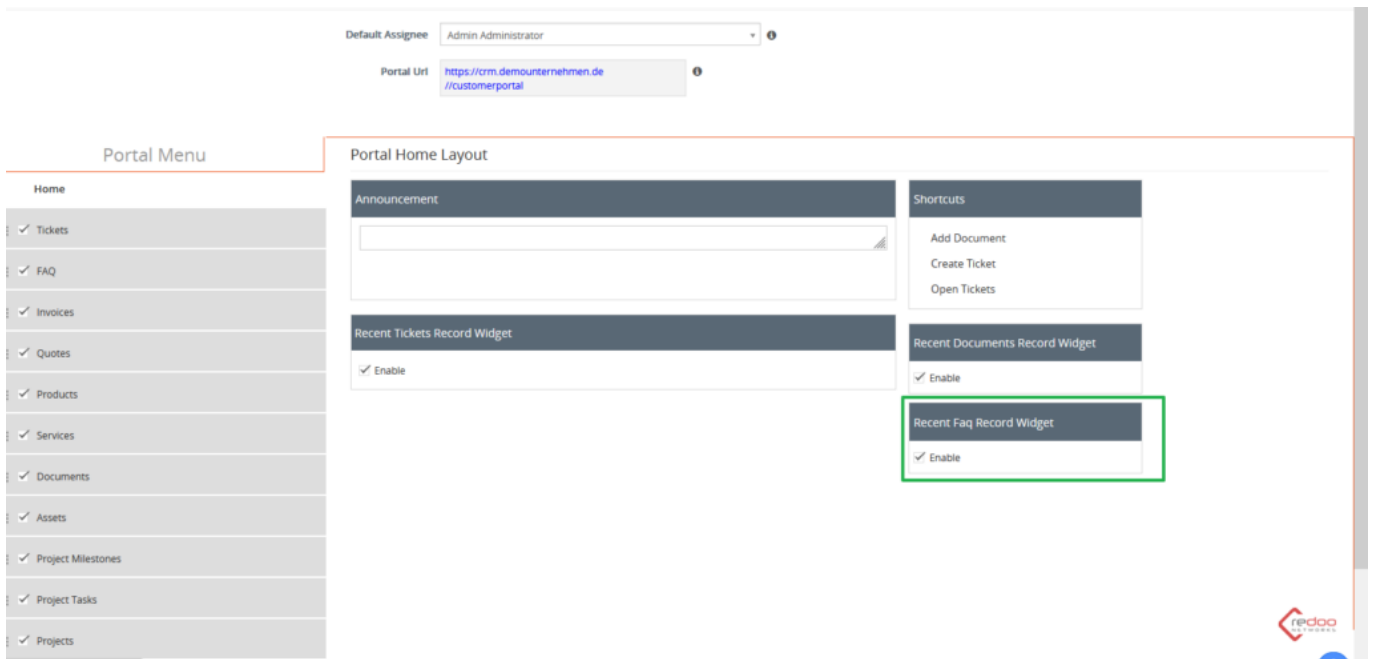 Default Assignee
Admin Administrator
Portal Url
https://crm.demounternehmen.de
//customerportal
Portal Menu
Home
Tickets
FAQ
Invoices
Quotes
Products
Services
Documents
Assets
Project Milestones
Project Tasks
Projects
Portal Home Layout
Announcement
Recent Tickets Record Widget
Enable
Shortcuts
Add Document
Create Ticket
Open Tickets
Recent Documents Record Widget
Enable
Recent Faq Record Widget
Enable
redoo
NETWORKS